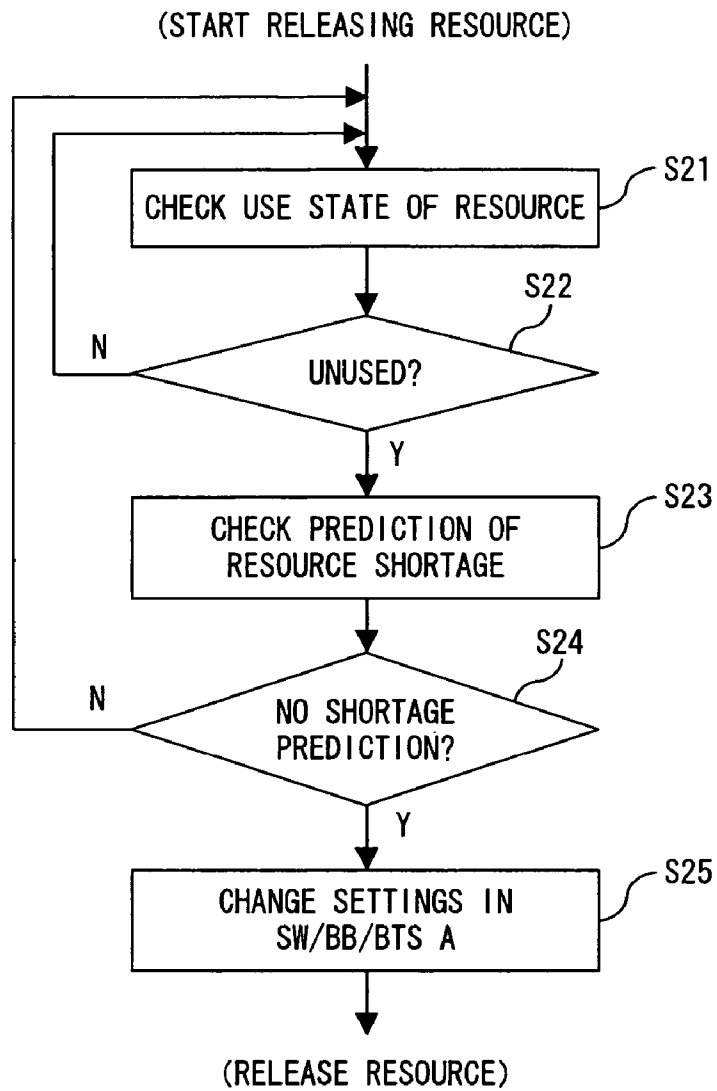 (START RELEASING RESOURCE)
S21
CHECK USE STATE OF RESOURCE
S22
N
UNUSED?
Y
S23
CHECK PREDICTION OF
RESOURCE SHORTAGE
S24
N
NO SHORTAGE
PREDICTION?
Y
S25
CHANGE SETTINGS IN
SW/BB/BTS A
(RELEASE RESOURCE)